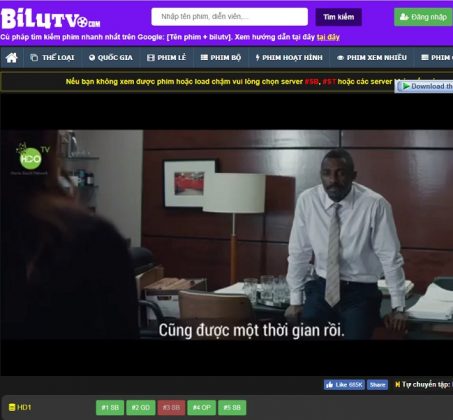 BiLuTV.COM
Nhập tên phim, diễn viên,...
Tìm kiếm
Đăng nhập
Cú pháp tìm kiếm phim nhanh nhất trên Google: [Tên phim + bilutv]. Xem hướng dẫn tại đây
THỂ LOẠI QUỐC GIA PHIM LẺ PHIM BỘ PHIM HOẠT HÌNH PHIM XEM NHIỀU PHIM
Nếu bạn không xem được phim hoặc load chậm vui lòng chọn server #SB, #ST hoặc các server
Download th
HDO TV
Cũng được một thời gian rồi.
Like 665K Share Tự chuyển tập:
HD1 #1 SB #2 GD #3 SB #4 OP #5 SB